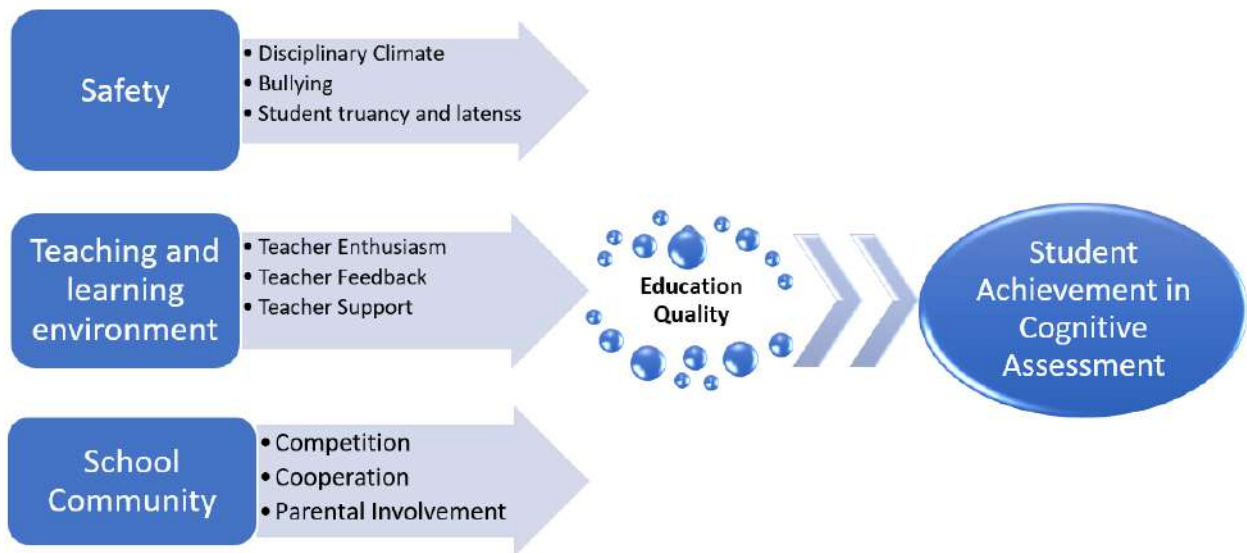 Safety
• Disciplinary Climate
• Bullying
• Student truancy and latenss
Teaching and
learning
environment
• Teacher Enthusiasm
• Teacher Feedback
• Teacher Support
School
Community
• Competition
• Cooperation
• Parental Involvement
Education
Quality
Student
Achievement in
Cognitive
Assessment